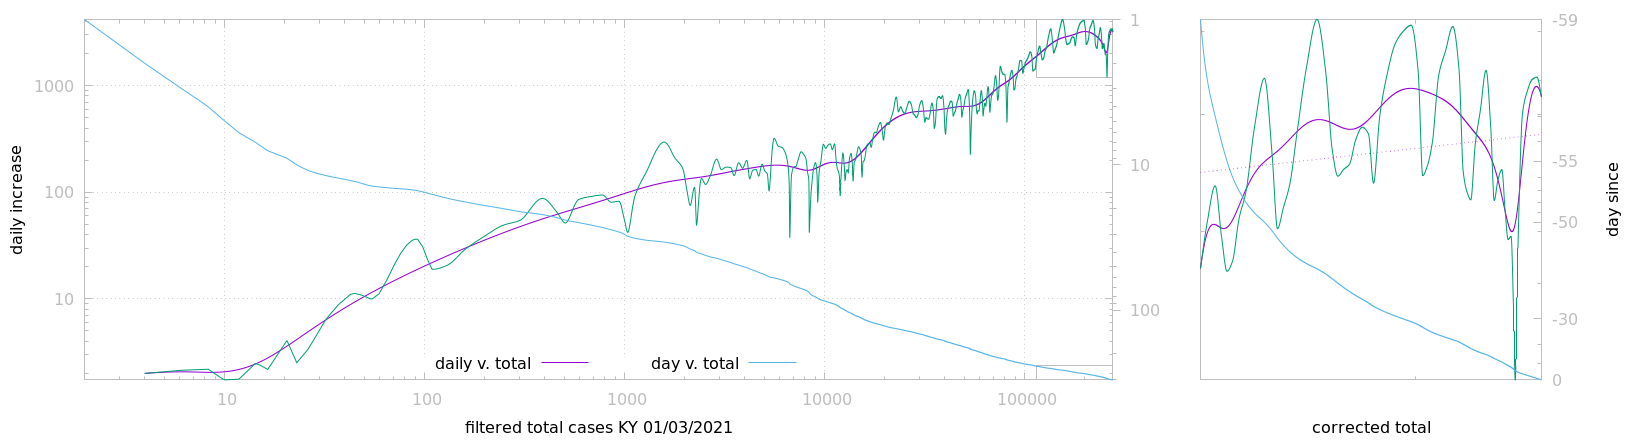 1000
100
10
daily increase
10
100
1000
10000
100000
filtered total cases KY 01/03/2021
daily v. total
day v. total
1
10
100
day since
-59
-55
-50
-30
0
corrected total